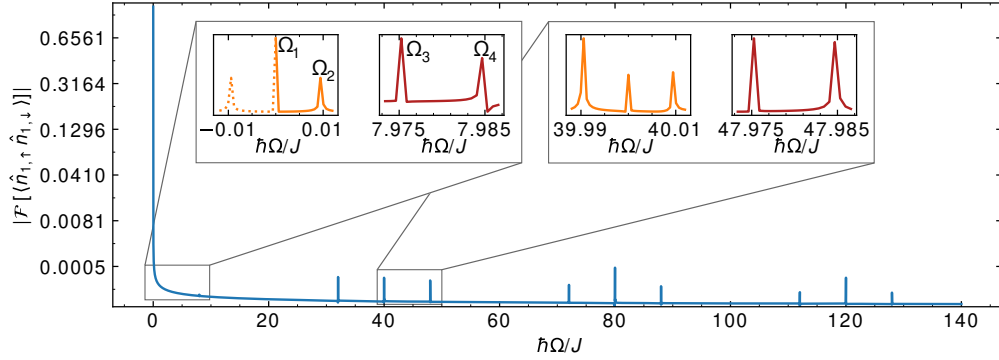 0.6561
0.3164
0.1296
0.0410
0.0081
0.0005
|ℱ[⟨n̂₁,↑ n̂₁,↓⟩]|
Ω₁
Ω₂
−0.01 0.01
ħΩ/J
Ω₃
Ω₄
7.975 7.985
ħΩ/J
39.99 40.01
ħΩ/J
47.975 47.985
ħΩ/J
0 20 40 60 80 100 120 140
ħΩ/J